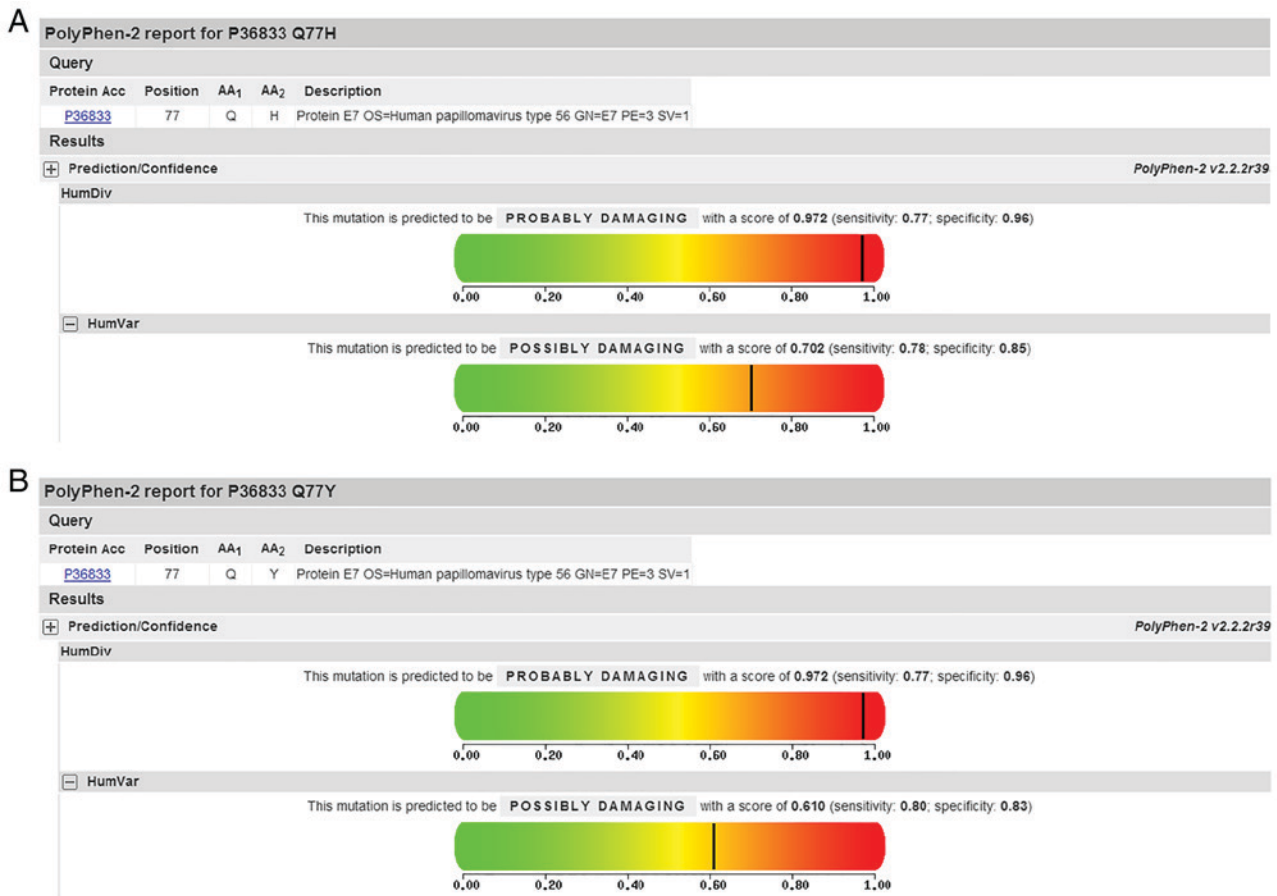 A
PolyPhen-2 report for P36833 Q77H
Query
Protein Acc Position AA1 AA2 Description
P36833 77 Q H Protein E7 OS=Human papillomavirus type 56 GN=E7 PE=3 SV=1
Results
+ Prediction/Confidence PolyPhen-2 v2.2.2r39
HumDiv
This mutation is predicted to be PROBABLY DAMAGING with a score of 0.972 (sensitivity: 0.77; specificity: 0.96)
0.00 0.20 0.40 0.60 0.80 1.00
- HumVar
This mutation is predicted to be POSSIBLY DAMAGING with a score of 0.702 (sensitivity: 0.78; specificity: 0.85)
0.00 0.20 0.40 0.60 0.80 1.00
B
PolyPhen-2 report for P36833 Q77Y
Query
Protein Acc Position AA1 AA2 Description
P36833 77 Q Y Protein E7 OS=Human papillomavirus type 56 GN=E7 PE=3 SV=1
Results
+ Prediction/Confidence PolyPhen-2 v2.2.2r39
HumDiv
This mutation is predicted to be PROBABLY DAMAGING with a score of 0.972 (sensitivity: 0.77; specificity: 0.96)
0.00 0.20 0.40 0.60 0.80 1.00
- HumVar
This mutation is predicted to be POSSIBLY DAMAGING with a score of 0.610 (sensitivity: 0.80; specificity: 0.83)
0.00 0.20 0.40 0.60 0.80 1.00